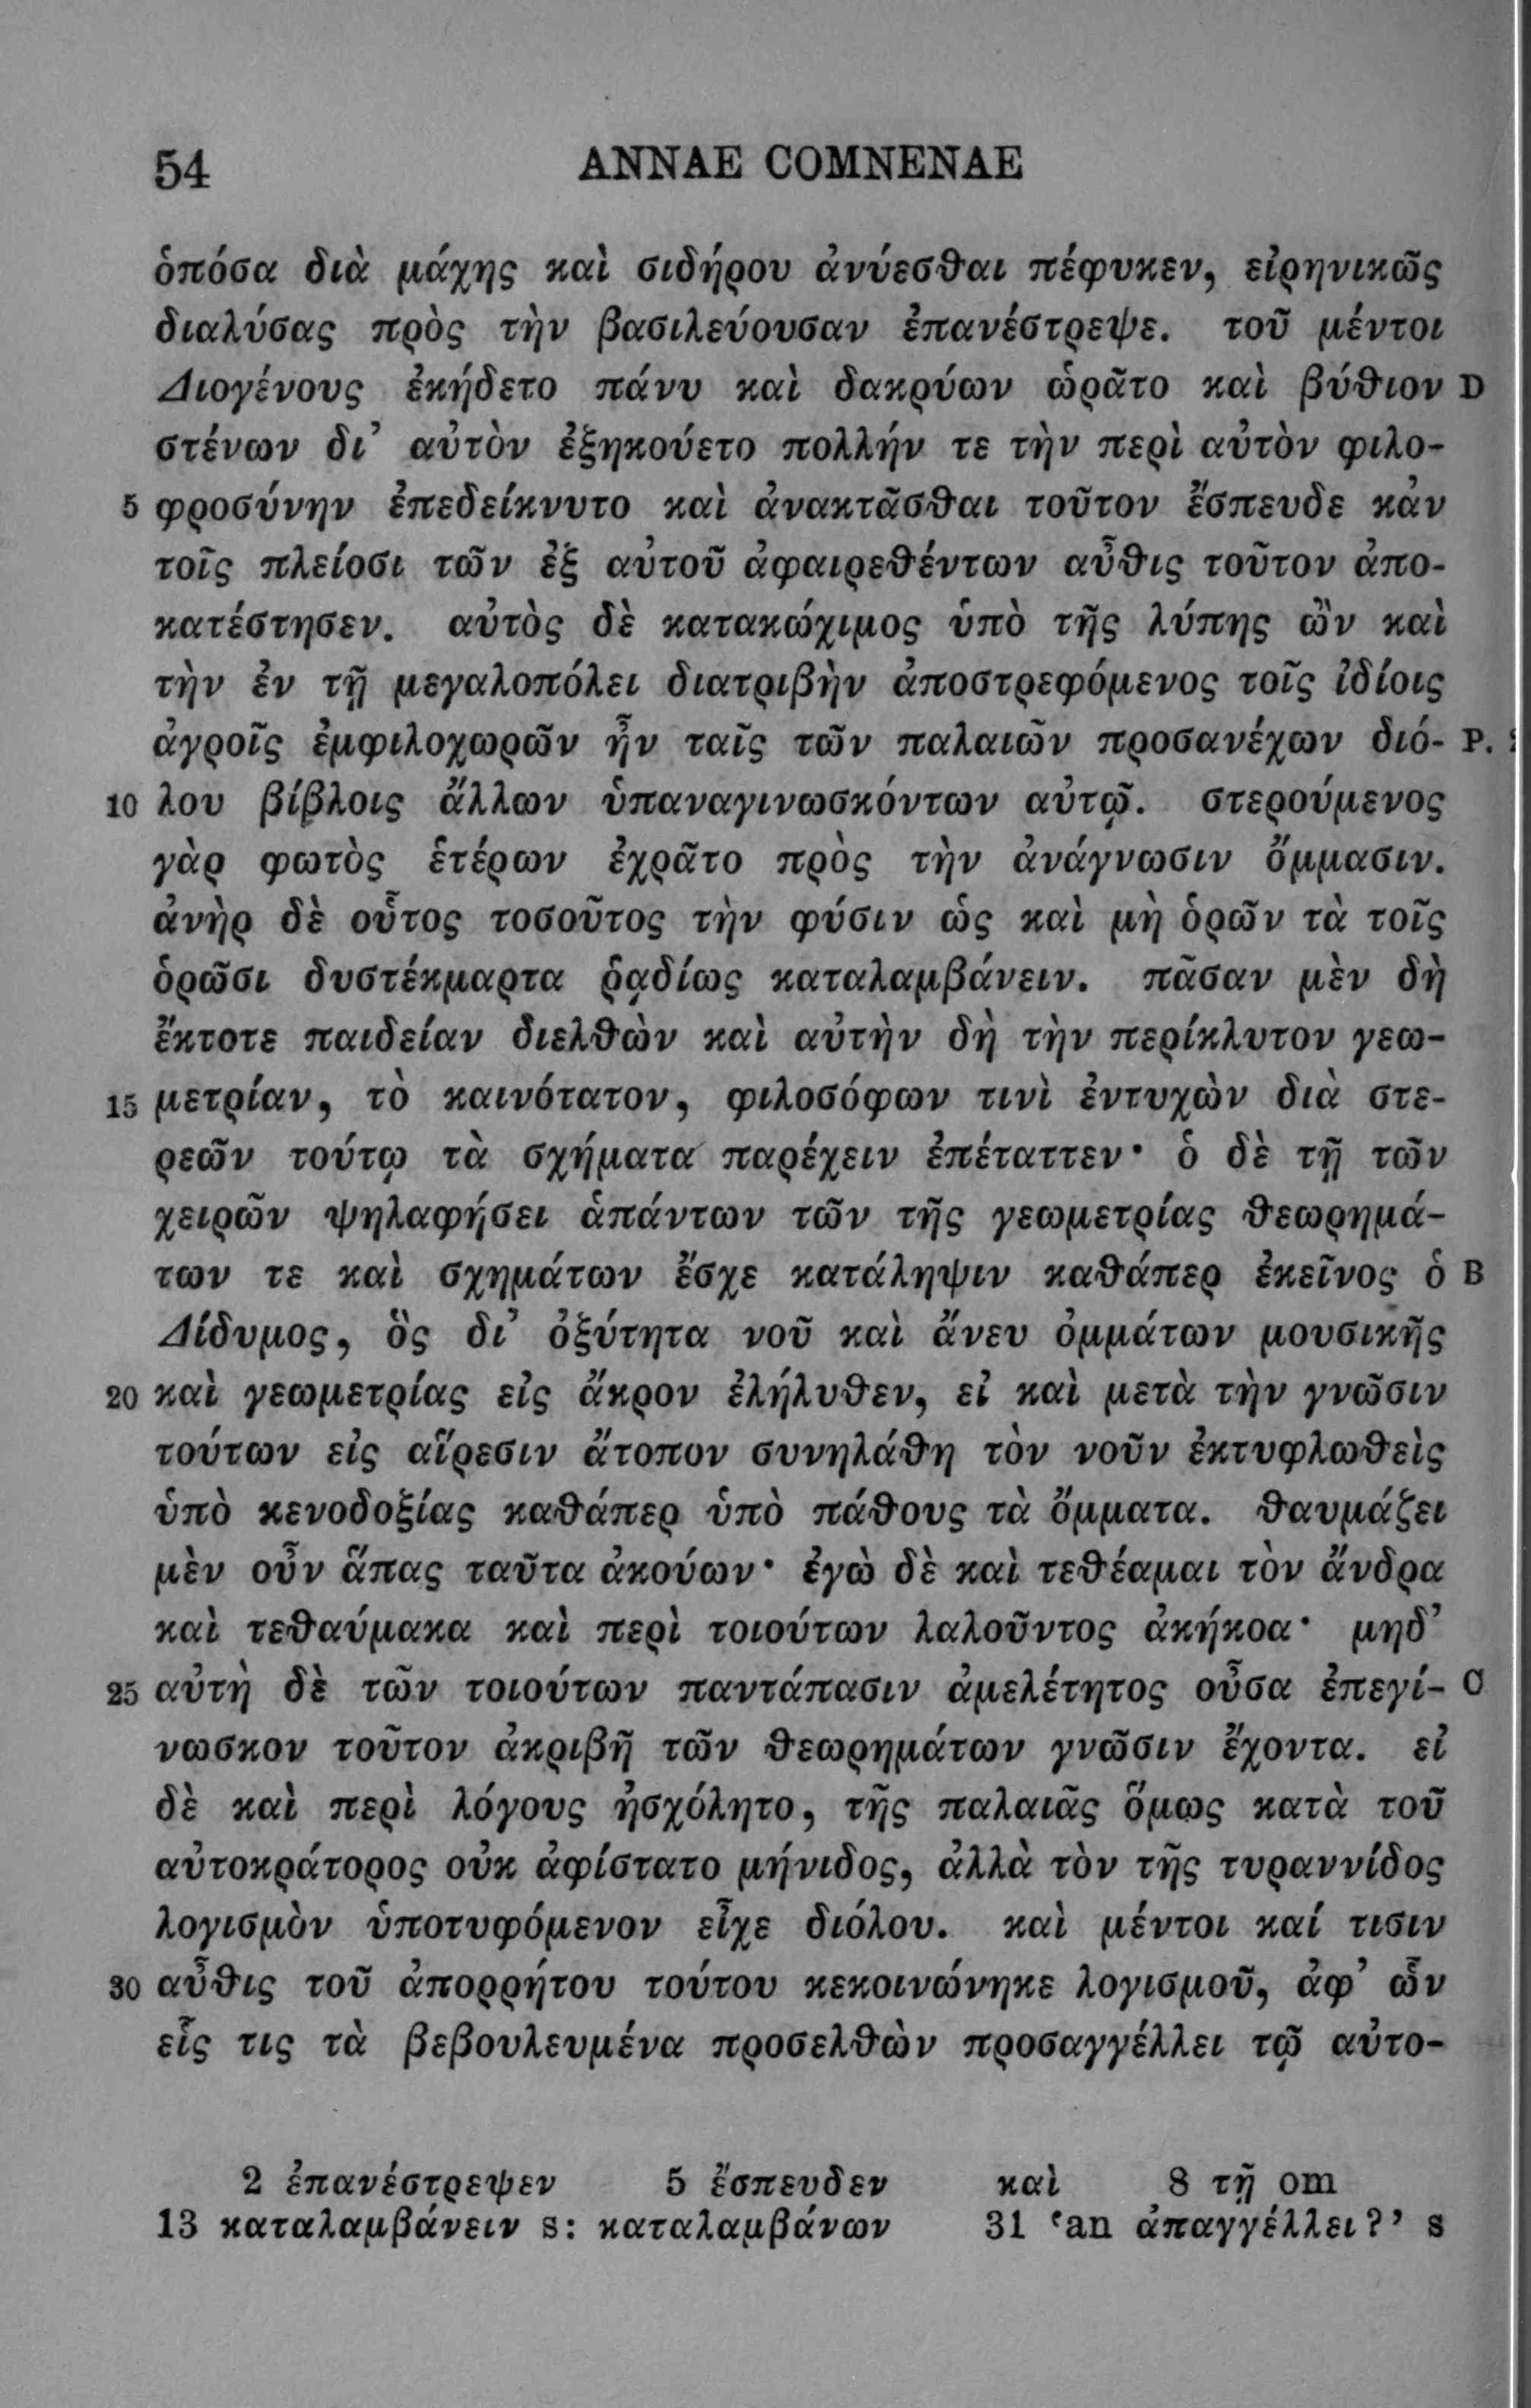 54 ANNAE COMNENAE
ὁπόσα διὰ μάχης καὶ σιδήρου ἀνύεσθαι πέφυκεν, εἰρηνικῶς
διαλύσας πρὸς τὴν βασιλεύουσαν ἐπανέστρεψε. τοῦ μέντοι
Διογένους ἐκήδετο πάνυ καὶ δακρύων ὡρᾶτο καὶ βύθιον D
στένων δι’ αὐτὸν ἐξηκούετο πολλήν τε τὴν περὶ αὐτὸν φιλο-
5 φροσύνην ἐπεδείκνυτο καὶ ἀνακτᾶσθαι τοῦτον ἔσπευδε κἀν
τοῖς πλείοσι τῶν ἐξ αὐτοῦ ἀφαιρεθέντων αὖθις τοῦτον ἀπο-
κατέστησεν. αὐτὸς δὲ κατακώχιμος ὑπὸ τῆς λύπης ὢν καὶ
τὴν ἐν τῇ μεγαλοπόλει διατριβὴν ἀποστρεφόμενος τοῖς ἰδίοις
ἀγροῖς ἐμφιλοχωρῶν ἦν ταῖς τῶν παλαιῶν προσανέχων διό- P.
10 λου βίβλοις ἄλλων ὑπαναγινωσκόντων αὐτῷ. στερούμενος
γὰρ φωτὸς ἑτέρων ἐχρᾶτο πρὸς τὴν ἀνάγνωσιν ὄμμασιν.
ἀνὴρ δὲ οὗτος τοσοῦτος τὴν φύσιν ὡς καὶ μὴ ὁρῶν τὰ τοῖς
ὁρῶσι δυστέκμαρτα ῥᾳδίως καταλαμβάνειν. πᾶσαν μὲν δὴ
ἔκτοτε παιδείαν διελθὼν καὶ αὐτὴν δὴ τὴν περίκλυτον γεω-
15 μετρίαν, τὸ καινότατον, φιλοσόφων τινὶ ἐντυχὼν διὰ στε-
ρεῶν τούτῳ τὰ σχήματα παρέχειν ἐπέταττεν· ὁ δὲ τῇ τῶν
χειρῶν ψηλαφήσει ἁπάντων τῶν τῆς γεωμετρίας θεωρημά-
των τε καὶ σχημάτων ἔσχε κατάληψιν καθάπερ ἐκεῖνος ὁ B
Δίδυμος, ὃς δι’ ὀξύτητα νοῦ καὶ ἄνευ ὀμμάτων μουσικῆς
20 καὶ γεωμετρίας εἰς ἄκρον ἐλήλυθεν, εἰ καὶ μετὰ τὴν γνῶσιν
τούτων εἰς αἵρεσιν ἄτοπον συνηλάθη τὸν νοῦν ἐκτυφλωθεὶς
ὑπὸ κενοδοξίας καθάπερ ὑπὸ πάθους τὰ ὄμματα. θαυμάζει
μὲν οὖν ἅπας ταῦτα ἀκούων· ἐγὼ δὲ καὶ τεθέαμαι τὸν ἄνδρα
καὶ τεθαύμακα καὶ περὶ τοιούτων λαλοῦντος ἀκήκοα· μηδ’
25 αὐτὴ δὲ τῶν τοιούτων παντάπασιν ἀμελέτητος οὖσα ἐπεγί- C
νωσκον τοῦτον ἀκριβῆ τῶν θεωρημάτων γνῶσιν ἔχοντα. εἰ
δὲ καὶ περὶ λόγους ἠσχόλητο, τῆς παλαιᾶς ὅμως κατὰ τοῦ
αὐτοκράτορος οὐκ ἀφίστατο μήνιδος, ἀλλὰ τὸν τῆς τυραννίδος
λογισμὸν ὑποτυφόμενον εἶχε διόλου. καὶ μέντοι καί τισιν
30 αὖθις τοῦ ἀπορρήτου τούτου κεκοινώνηκε λογισμοῦ, ἀφ’ ὧν
εἷς τις τὰ βεβουλευμένα προσελθὼν προσαγγέλλει τῷ αὐτο-
2 ἐπανέστρεψεν 5 ἔσπευδεν καὶ 8 τῇ om
13 καταλαμβάνειν s: καταλαμβάνων 31 ‘an ἀπαγγέλλει?’ s